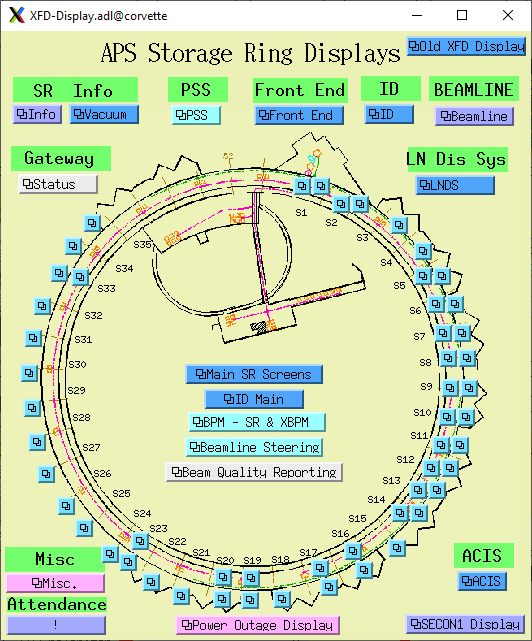 XFD-Display.adl@corvette
APS Storage Ring Displays
Old XFD Display
SR Info
PSS
Front End
ID
BEAMLINE
Info
Vacuum
PSS
Front End
ID
Beamline
Gateway
LN Dis Sys
Status
LNDS
S1
S2
S3
S4
S5
S6
S7
S8
S9
S10
S11
S12
S13
S14
S15
S16
S17
S18
S19
S20
S21
S22
S23
S24
S25
S26
S27
S28
S29
S30
S31
S32
S33
S34
S35
Main SR Screens
ID Main
BPM - SR & XBPM
Beamline Steering
Beam Quality Reporting
Misc
Misc.
Attendance
!
Power Outage Display
ACIS
ACIS
SECON1 Display